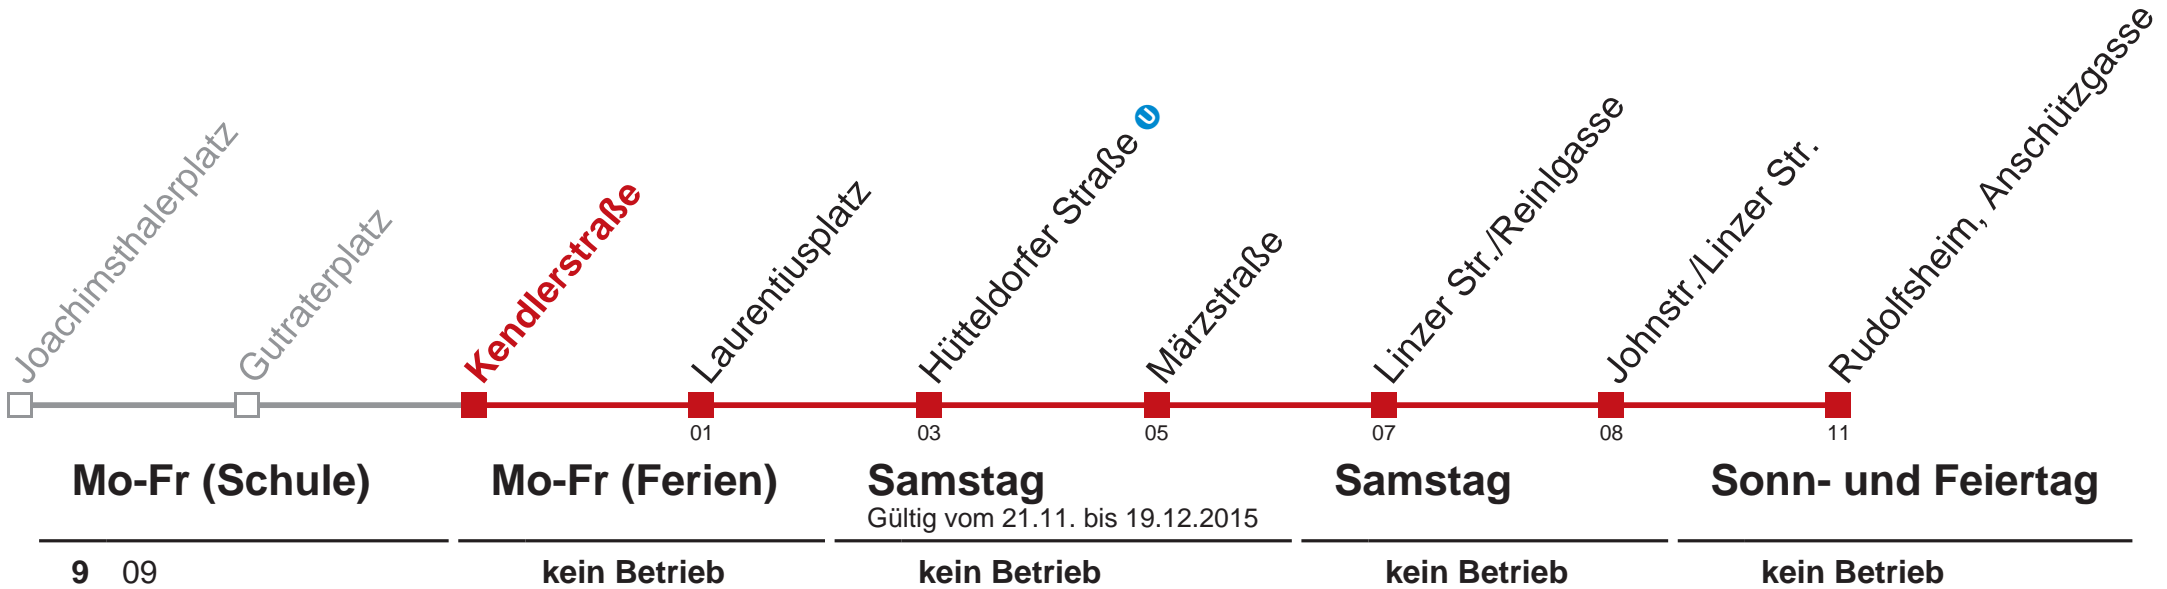 Joachimsthalerplatz
Gutraterplatz
Kendlerstraße
Laurentiusplatz
Hütteldorfer Straße U
Märzstraße
Linzer Str./Reinlgasse
Johnstr./Linzer Str.
Rudolfsheim, Anschützgasse
01 03 05 07 08 11
Mo-Fr (Schule) Mo-Fr (Ferien) Samstag Samstag Sonn- und Feiertag
Gültig vom 21.11. bis 19.12.2015
9 09 kein Betrieb kein Betrieb kein Betrieb kein Betrieb